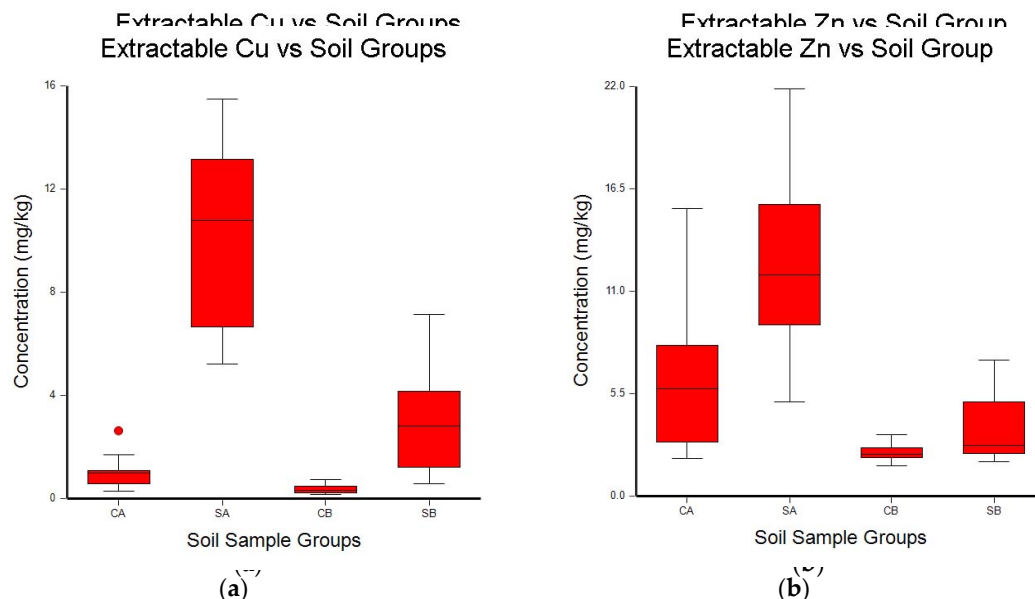 Extractable Cu vs Soil Groups
Extractable Cu vs Soil Groups
16
12
8
4
0
Concentration (mg/kg)
CA SA CB SB
Soil Sample Groups
(a)
Extractable Zn vs Soil Group
Extractable Zn vs Soil Group
22.0
16.5
11.0
5.5
0.0
Concentration (mg/kg)
CA SA CB SB
Soil Sample Groups
(b)